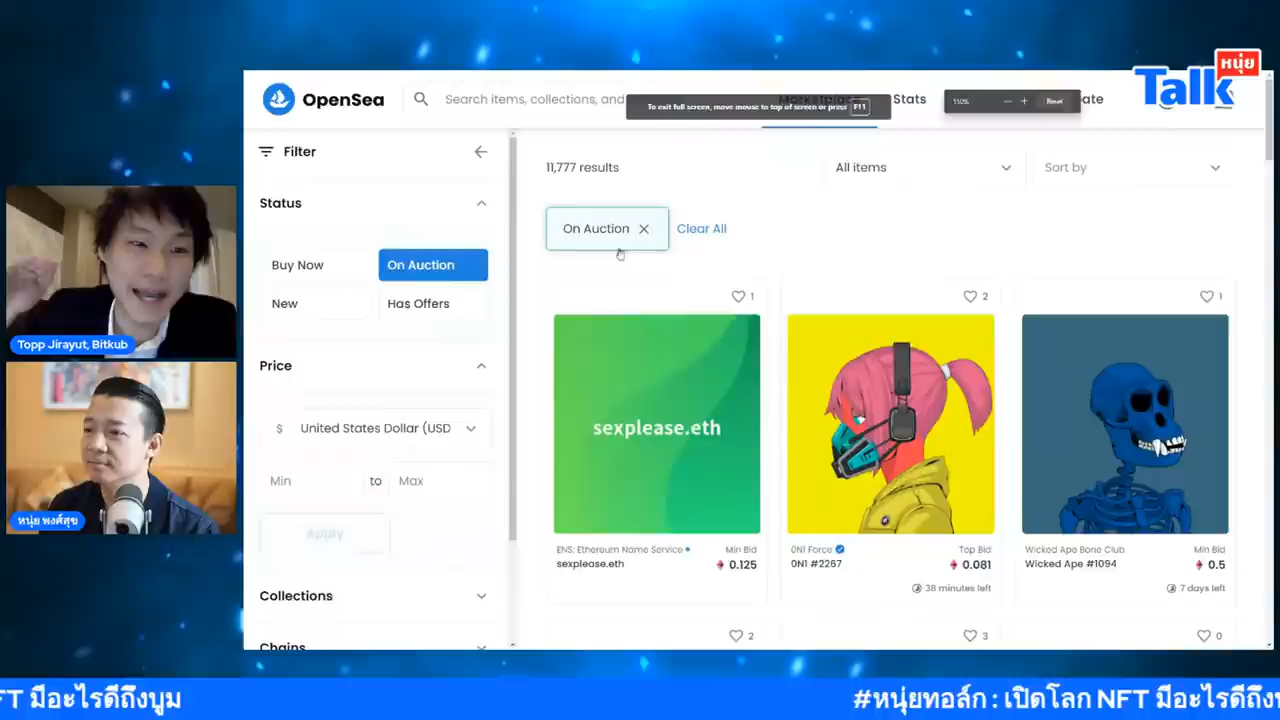 หนุ่ย
Talk
OpenSea
Search items, collections, and
To exit full screen, move mouse to top of screen or press F11
Stats
150%
Reset
Filter
11,777 results
All items
Sort by
Status
On Auction
Clear All
Buy Now
On Auction
New
Has Offers
Topp Jirayut, Bitkub
Price
$ United States Dollar (USD
Min to Max
Apply
Collections
Chains
หนุ่ย พงศ์สุข
1
sexplease.eth
ENS: Ethereum Name Service
Min Bid
sexplease.eth
0.125
2
0N1 Force
Top Bid
0N1 #2267
0.081
38 minutes left
1
Wicked Ape Bone Club
Min Bid
Wicked Ape #1094
0.5
7 days left
2
3
0
FT มีอะไรดีถึงบูม
#หนุ่ยทอล์ก : เปิดโลก NFT มีอะไรดีถึง